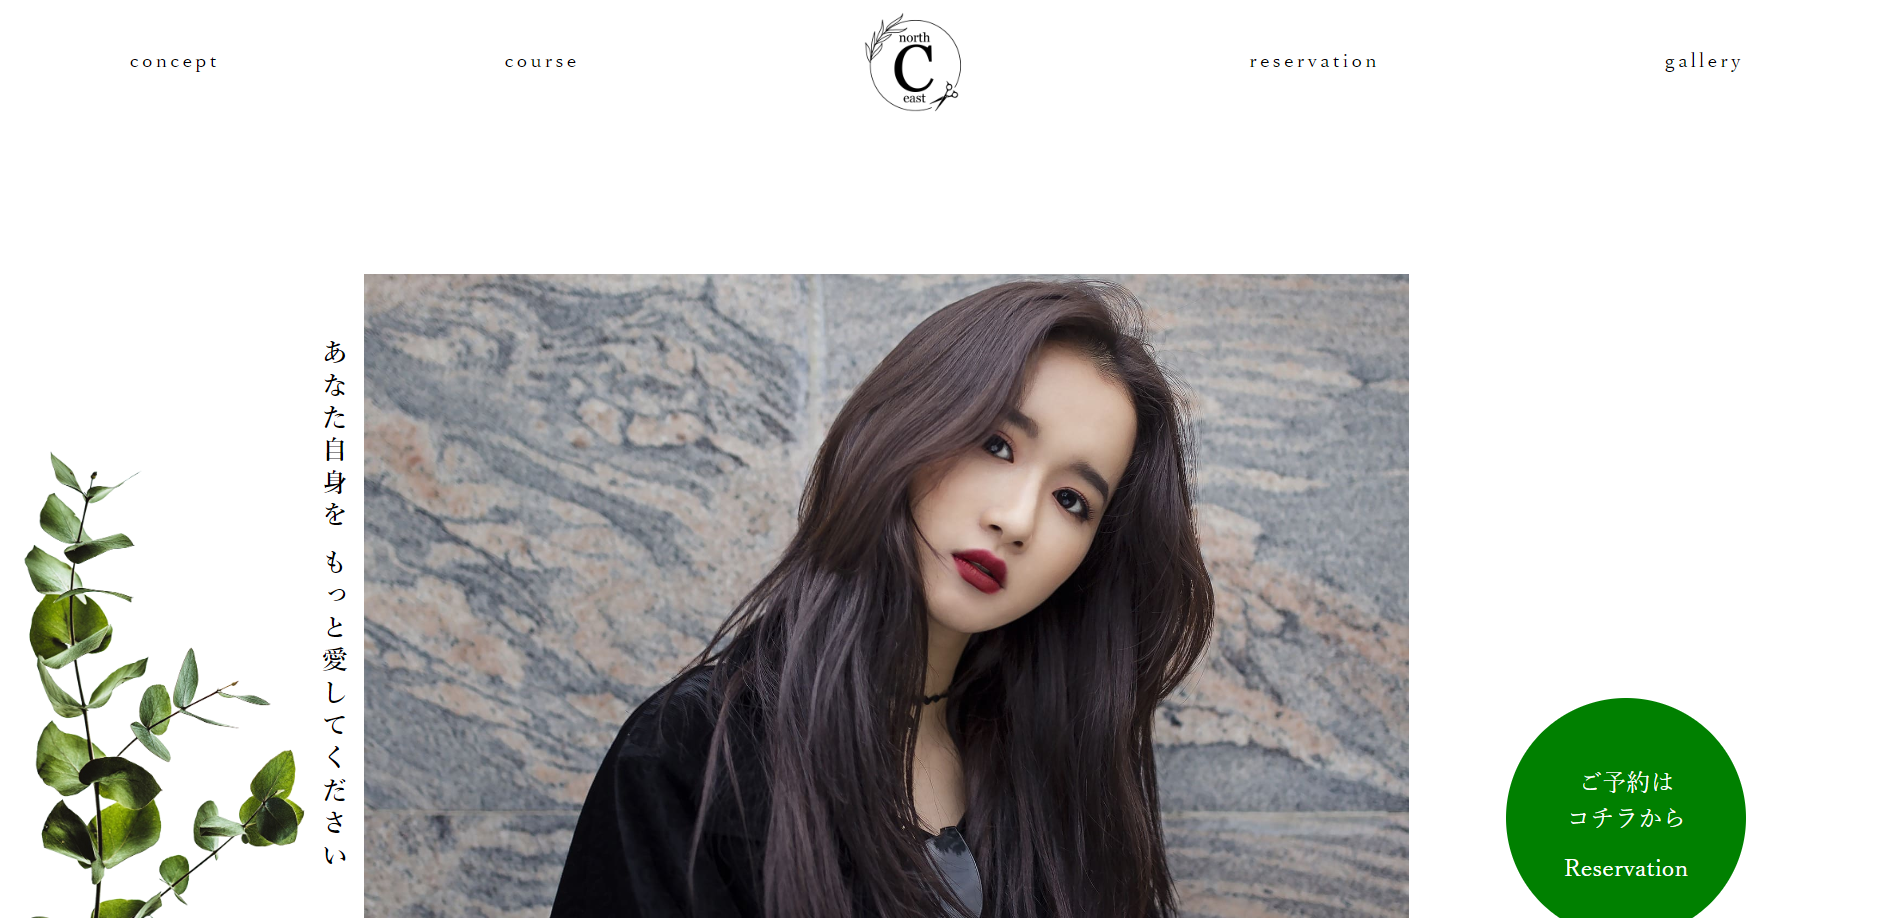 concept
course
north
C
east
reservation
gallery
あなた自身を もっと愛してください
ご予約は
コチラから
Reservation